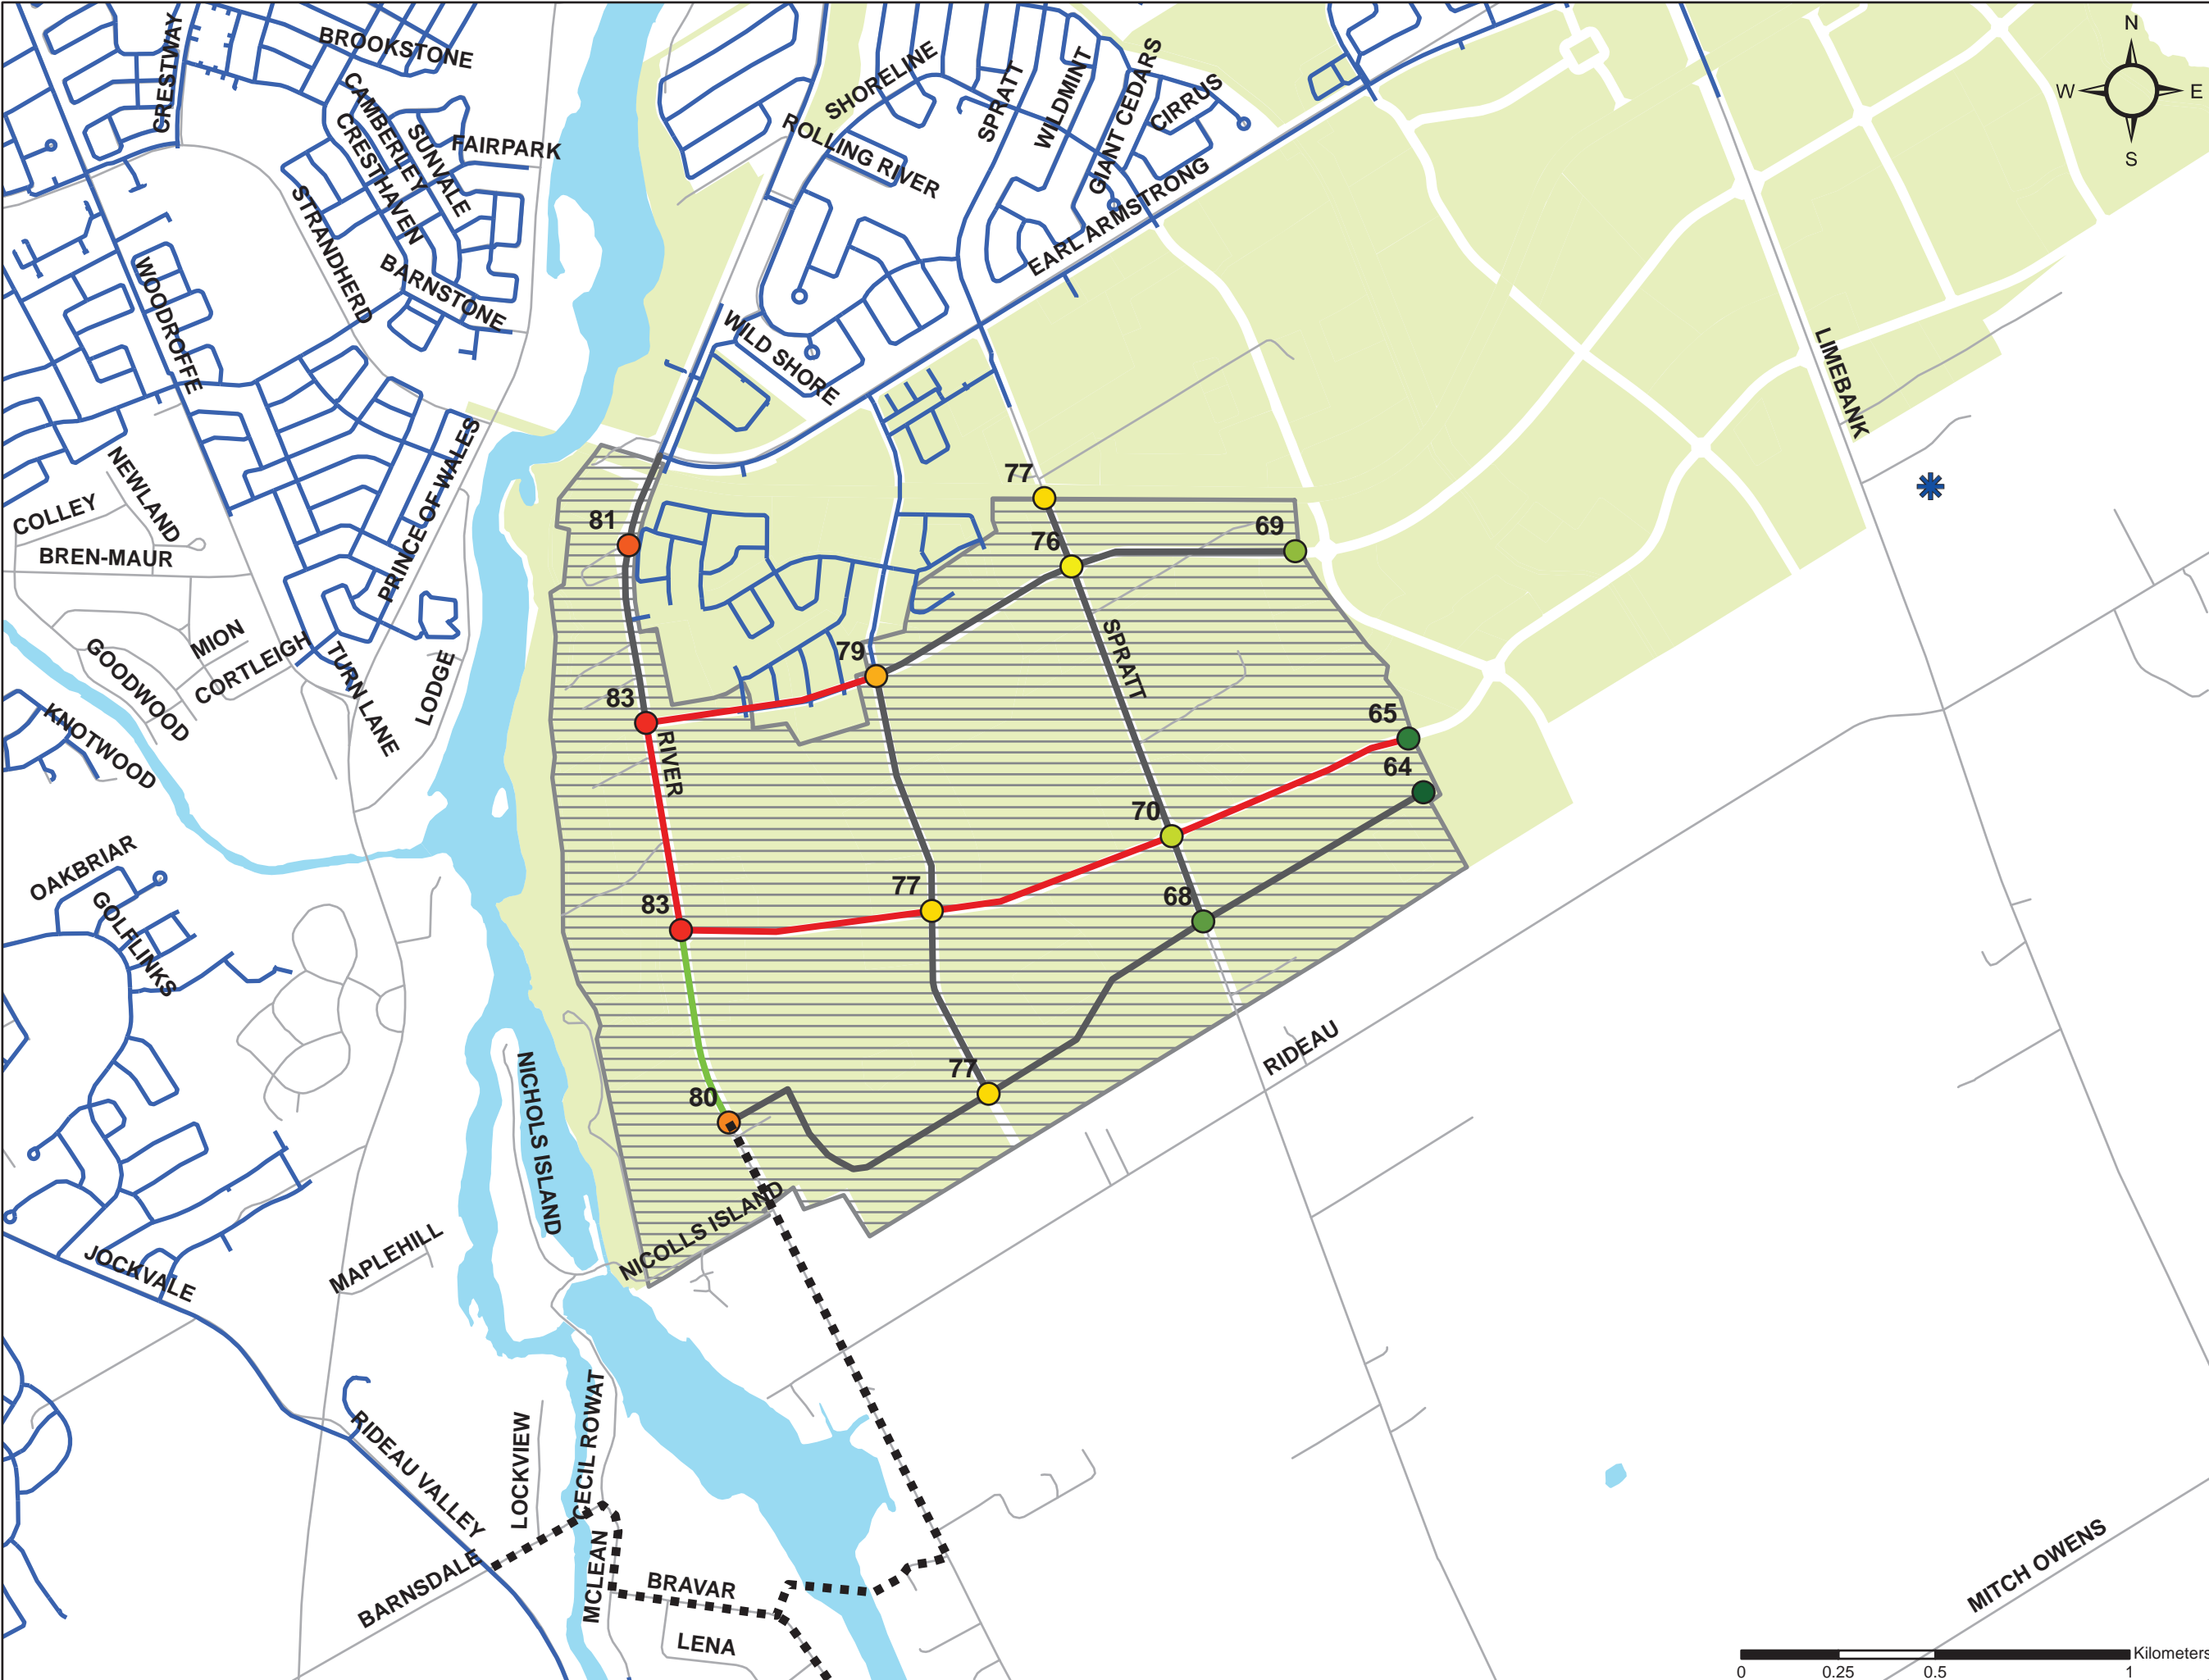 BROOKSTONE
CRESTWAY
CAMBERLEY
SUNVALE
FAIRPARK
CRESTHAVEN
STRANDHERD
BARNSTONE
WOODROFFE
SHORELINE
ROLLING RIVER
SPRATT
WILDMINT
GIANT CEDARS
CIRRUS
EARL ARMSTRONG
WILD SHORE
N
W
E
S
LIMEBANK
NEWLAND
COLLEY
BREN-MAUR
PRINCE OF WALES
MION
CORTLEIGH
GOODWOOD
KNOTWOOD
TURN LANE
LODGE
77
81
76
69
79
SPRATT
83
RIVER
65
64
70
77
68
83
77
80
OAKBRIAR
GOLFLINKS
RIDEAU
NICHOLS ISLAND
NICOLLS ISLAND
MAPLEHILL
JOCKVALE
RIDEAU VALLEY
LOCKVIEW
CECIL ROWAT
BARNSDALE
MCLEAN
BRAVAR
LENA
MITCH OWENS
Kilometers
0
0.25
0.5
1